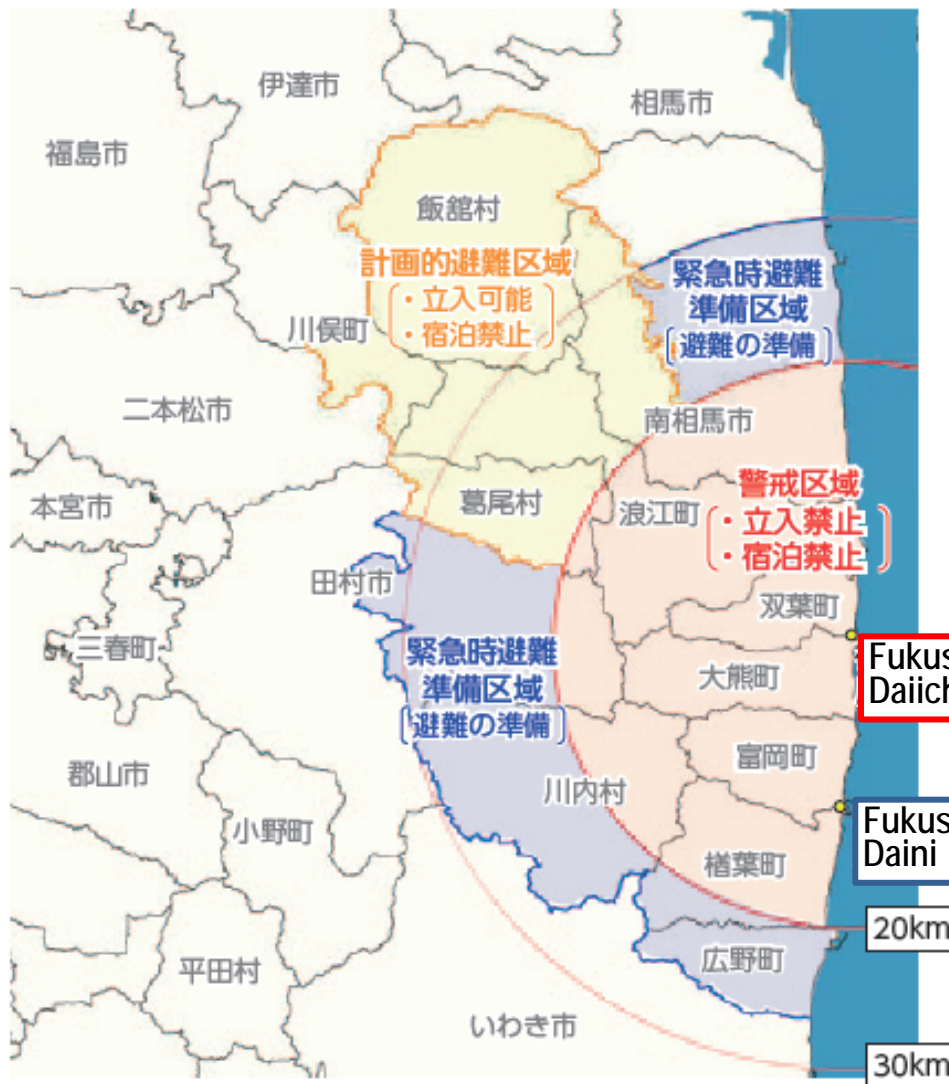 伊達市
相馬市
福島市
飯舘村
計画的避難区域
・立入可能
・宿泊禁止
緊急時避難
準備区域
〔避難の準備〕
川俣町
二本松市
南相馬市
本宮市
葛尾村
浪江町
警戒区域
・立入禁止
・宿泊禁止
田村市
双葉町
三春町
緊急時避難
準備区域
〔避難の準備〕
大熊町
Fukus
Daiich
富岡町
郡山市
川内村
小野町
Fukus
Daini
楢葉町
20km
広野町
平田村
いわき市
30km